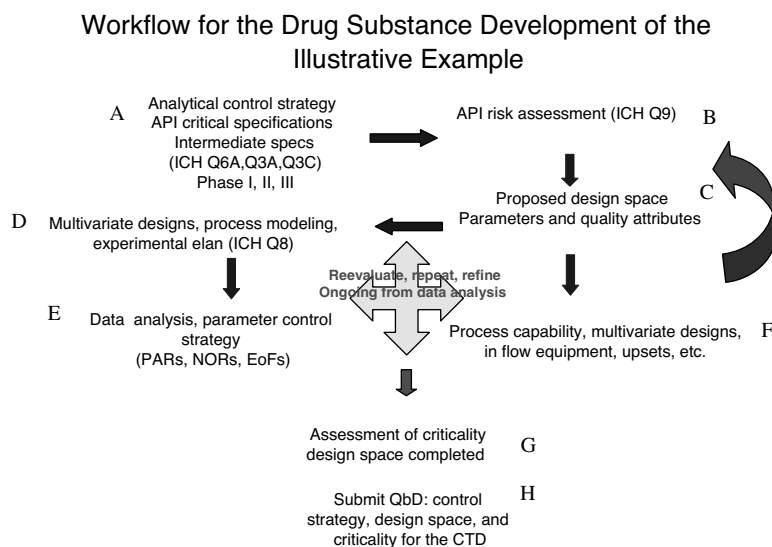 Workflow for the Drug Substance Development of the
Illustrative Example
A
Analytical control strategy
API critical specifications
Intermediate specs
(ICH Q6A,Q3A,Q3C)
Phase I, II, III
API risk assessment (ICH Q9)
B
C
Proposed design space
Parameters and quality attributes
D
Multivariate designs, process modeling,
experimental elan (ICH Q8)
Reevaluate, repeat, refine
Ongoing from data analysis
E
Data analysis, parameter control
strategy
(PARs, NORs, EoFs)
Process capability, multivariate designs,
in flow equipment, upsets, etc.
F
Assessment of criticality
design space completed
G
Submit QbD: control
strategy, design space, and
criticality for the CTD
H